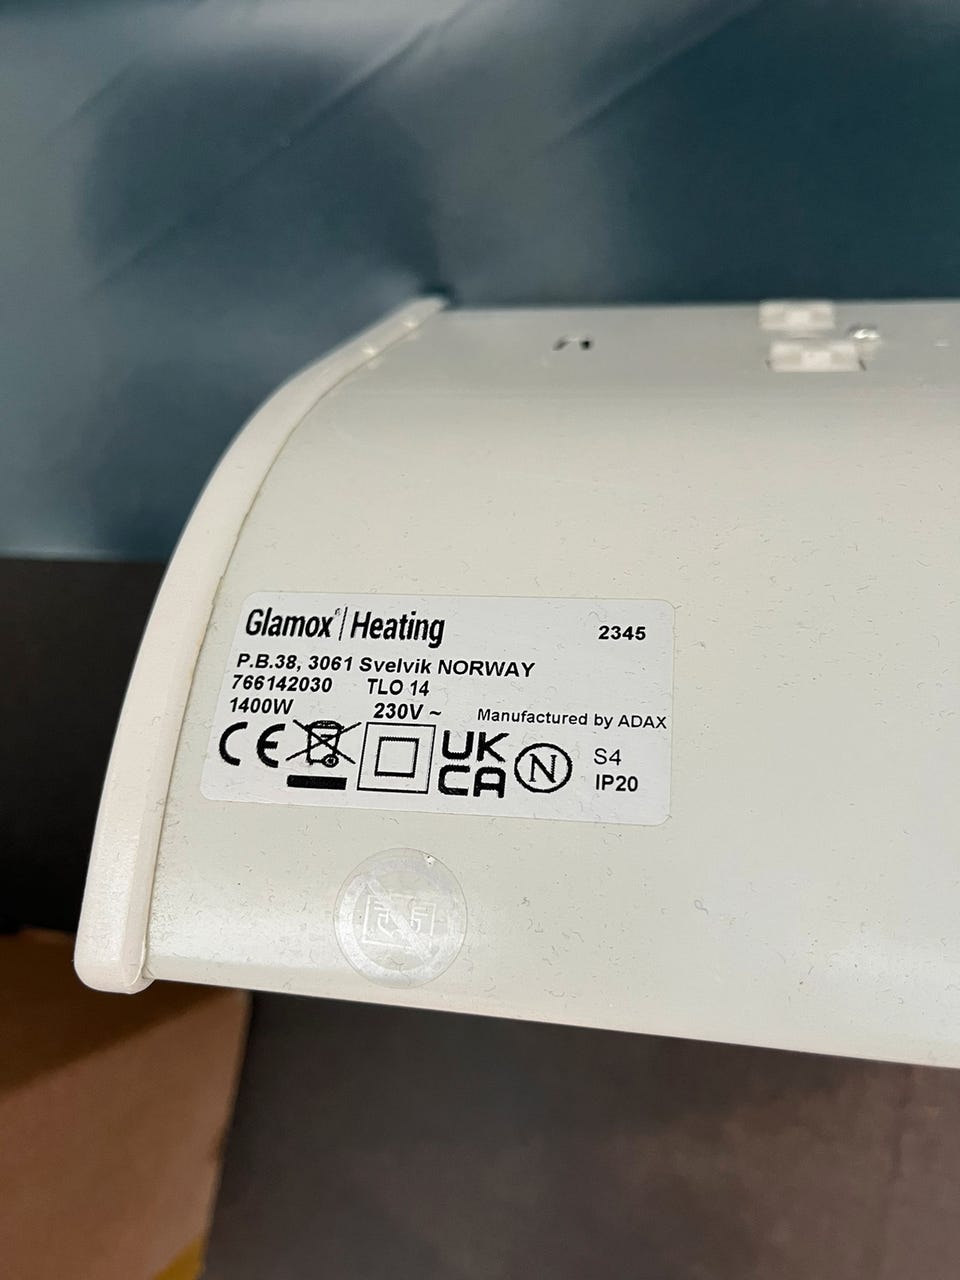 Glamox® | Heating 2345
P.B.38, 3061 Svelvik NORWAY
766142030 TLO 14
1400W 230V ~ Manufactured by ADAX
CE UK CA N S4
IP20